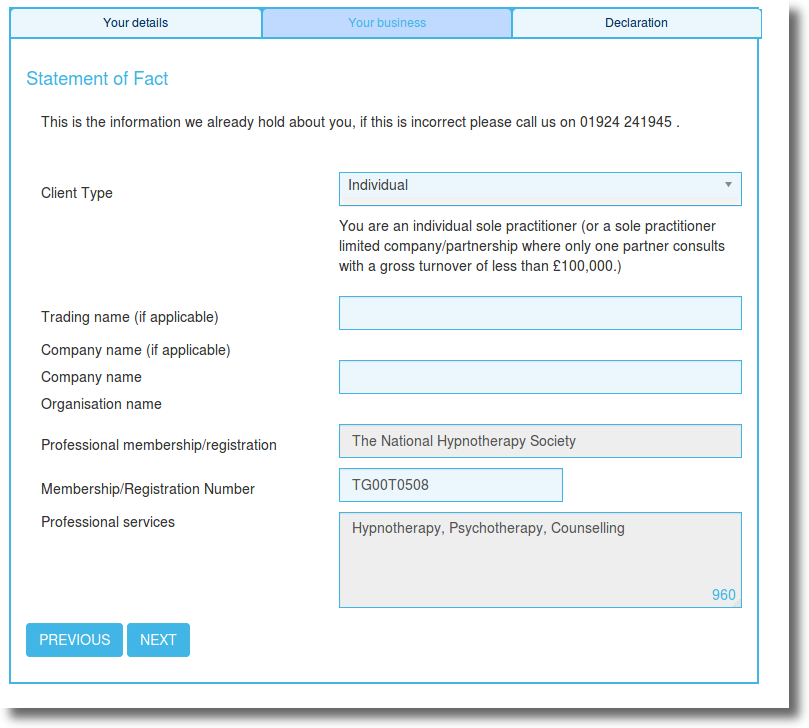 Your details
Your business
Declaration
Statement of Fact
This is the information we already hold about you, if this is incorrect please call us on 01924 241945 .
Client Type
Individual
You are an individual sole practitioner (or a sole practitioner
limited company/partnership where only one partner consults
with a gross turnover of less than £100,000.)
Trading name (if applicable)
Company name (if applicable)
Company name
Organisation name
Professional membership/registration
The National Hypnotherapy Society
Membership/Registration Number
TG00T0508
Professional services
Hypnotherapy, Psychotherapy, Counselling
960
PREVIOUS
NEXT